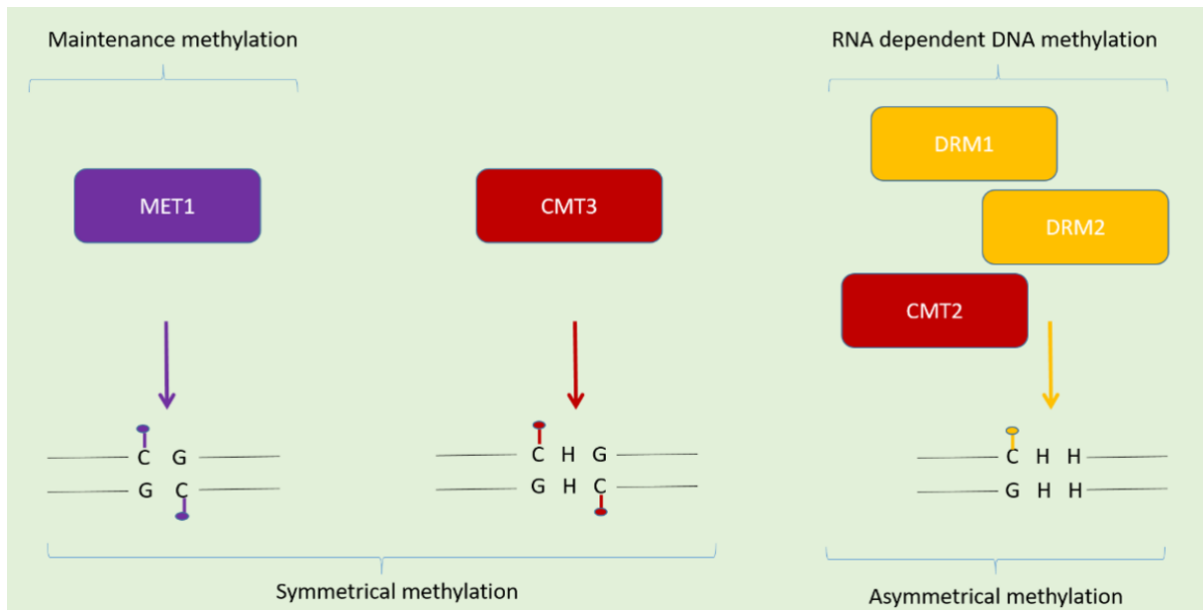 Maintenance methylation
RNA dependent DNA methylation
DRM1
MET1
CMT3
DRM2
CMT2
C G
G C
C H G
G H C
C H H
G H H
Symmetrical methylation
Asymmetrical methylation